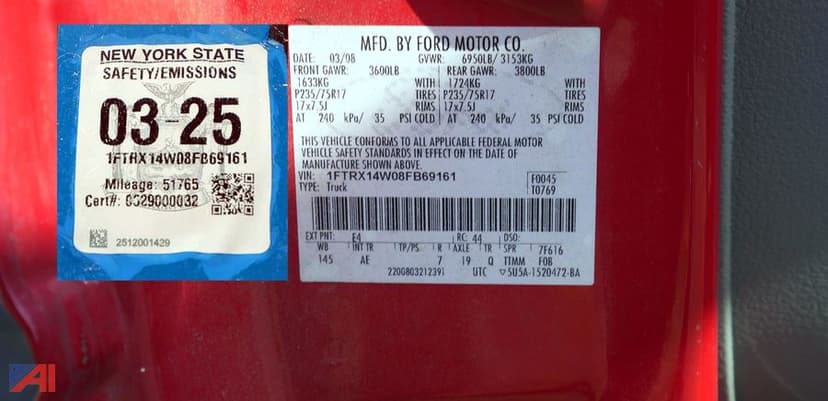 NEW YORK STATE
SAFETY/EMISSIONS
03-25
1FTRX14W08FB69161
Mileage: 51765
Cert#: 0529000032
2512001429
MFD. BY FORD MOTOR CO.
DATE: 03/08 GVWR: 6950LB/ 3153KG
FRONT GAWR: 3600LB REAR GAWR: 3800LB
1633KG WITH 1724KG WITH
P235/75R17 TIRES P235/75R17 TIRES
17x7.5J RIMS 17x7.5J RIMS
AT 240 kPa/ 35 PSI COLD AT 240 kPa/ 35 PSI COLD
THIS VEHICLE CONFORMS TO ALL APPLICABLE FEDERAL MOTOR
VEHICLE SAFETY STANDARDS IN EFFECT ON THE DATE OF
MANUFACTURE SHOWN ABOVE.
VIN: 1FTRX14W08FB69161 F0045
TYPE: Truck T0769
EXT PNT: E4 RC: 44 DSO:
WB INT TR TP/PS R AXLE TR SPR 7F616
145 AE 7 19 Q TTMM FOB
220080321239 UTC ▽5U5A-1520472-BA
AI